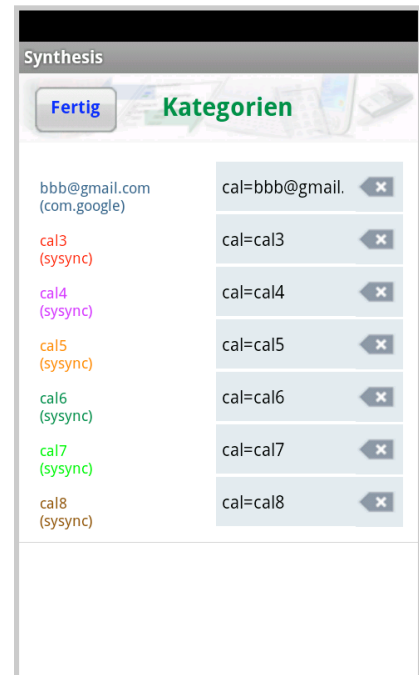 Synthesis
Fertig
Kategorien
bbb@gmail.com
(com.google)
cal=bbb@gmail.
cal3
(sysync)
cal=cal3
cal4
(sysync)
cal=cal4
cal5
(sysync)
cal=cal5
cal6
(sysync)
cal=cal6
cal7
(sysync)
cal=cal7
cal8
(sysync)
cal=cal8